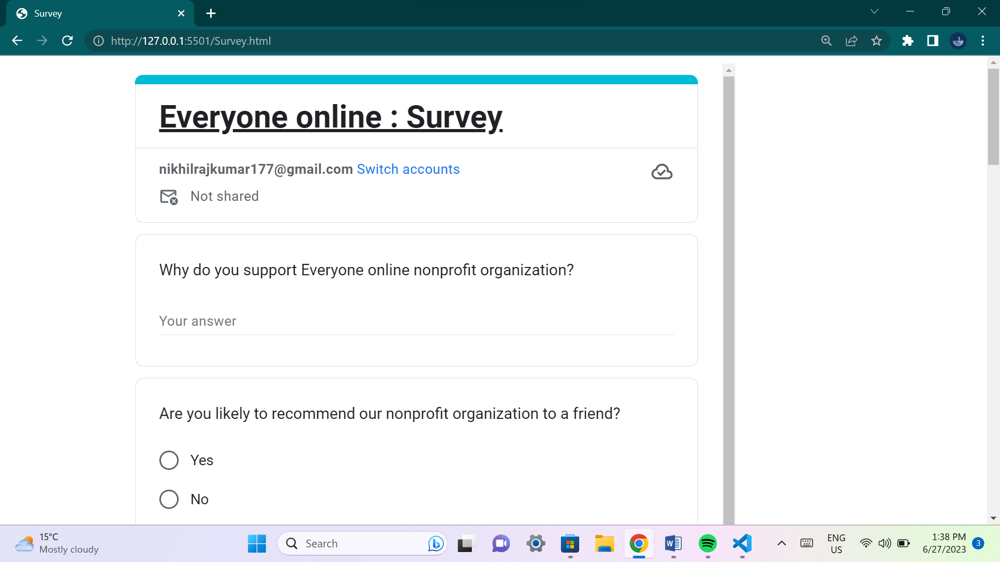 Survey
http://127.0.0.1:5501/Survey.html
Everyone online : Survey
nikhilrajkumar177@gmail.com Switch accounts
Not shared
Why do you support Everyone online nonprofit organization?
Your answer
Are you likely to recommend our nonprofit organization to a friend?
Yes
No
15°C
Mostly cloudy
Search
ENG
US
1:38 PM
6/27/2023
3